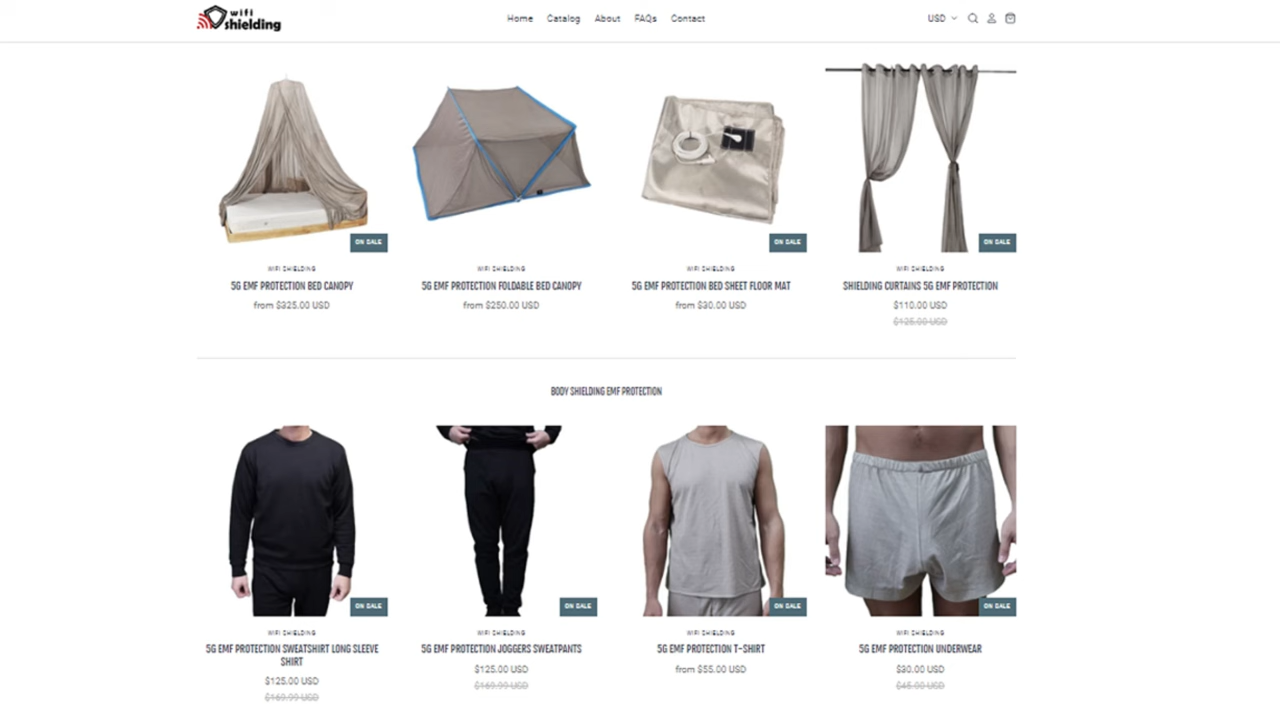 wifi
shielding
Home Catalog About FAQs Contact
USD
ON SALE
ON SALE
ON SALE
WIFI SHIELDING
5G EMF PROTECTION BED CANOPY
from $325.00 USD
WIFI SHIELDING
5G EMF PROTECTION FOLDABLE BED CANOPY
from $250.00 USD
WIFI SHIELDING
5G EMF PROTECTION BED SHEET FLOOR MAT
from $30.00 USD
WIFI SHIELDING
SHIELDING CURTAINS 5G EMF PROTECTION
$110.00 USD
$125.00 USD
BODY SHIELDING EMF PROTECTION
ON SALE
ON SALE
ON SALE
ON SALE
WIFI SHIELDING
5G EMF PROTECTION SWEATSHIRT LONG SLEEVE
SHIRT
$125.00 USD
$169.99 USD
WIFI SHIELDING
5G EMF PROTECTION JOGGERS SWEATPANTS
$125.00 USD
$169.99 USD
WIFI SHIELDING
5G EMF PROTECTION T-SHIRT
from $55.00 USD
WIFI SHIELDING
5G EMF PROTECTION UNDERWEAR
$30.00 USD
$45.00 USD